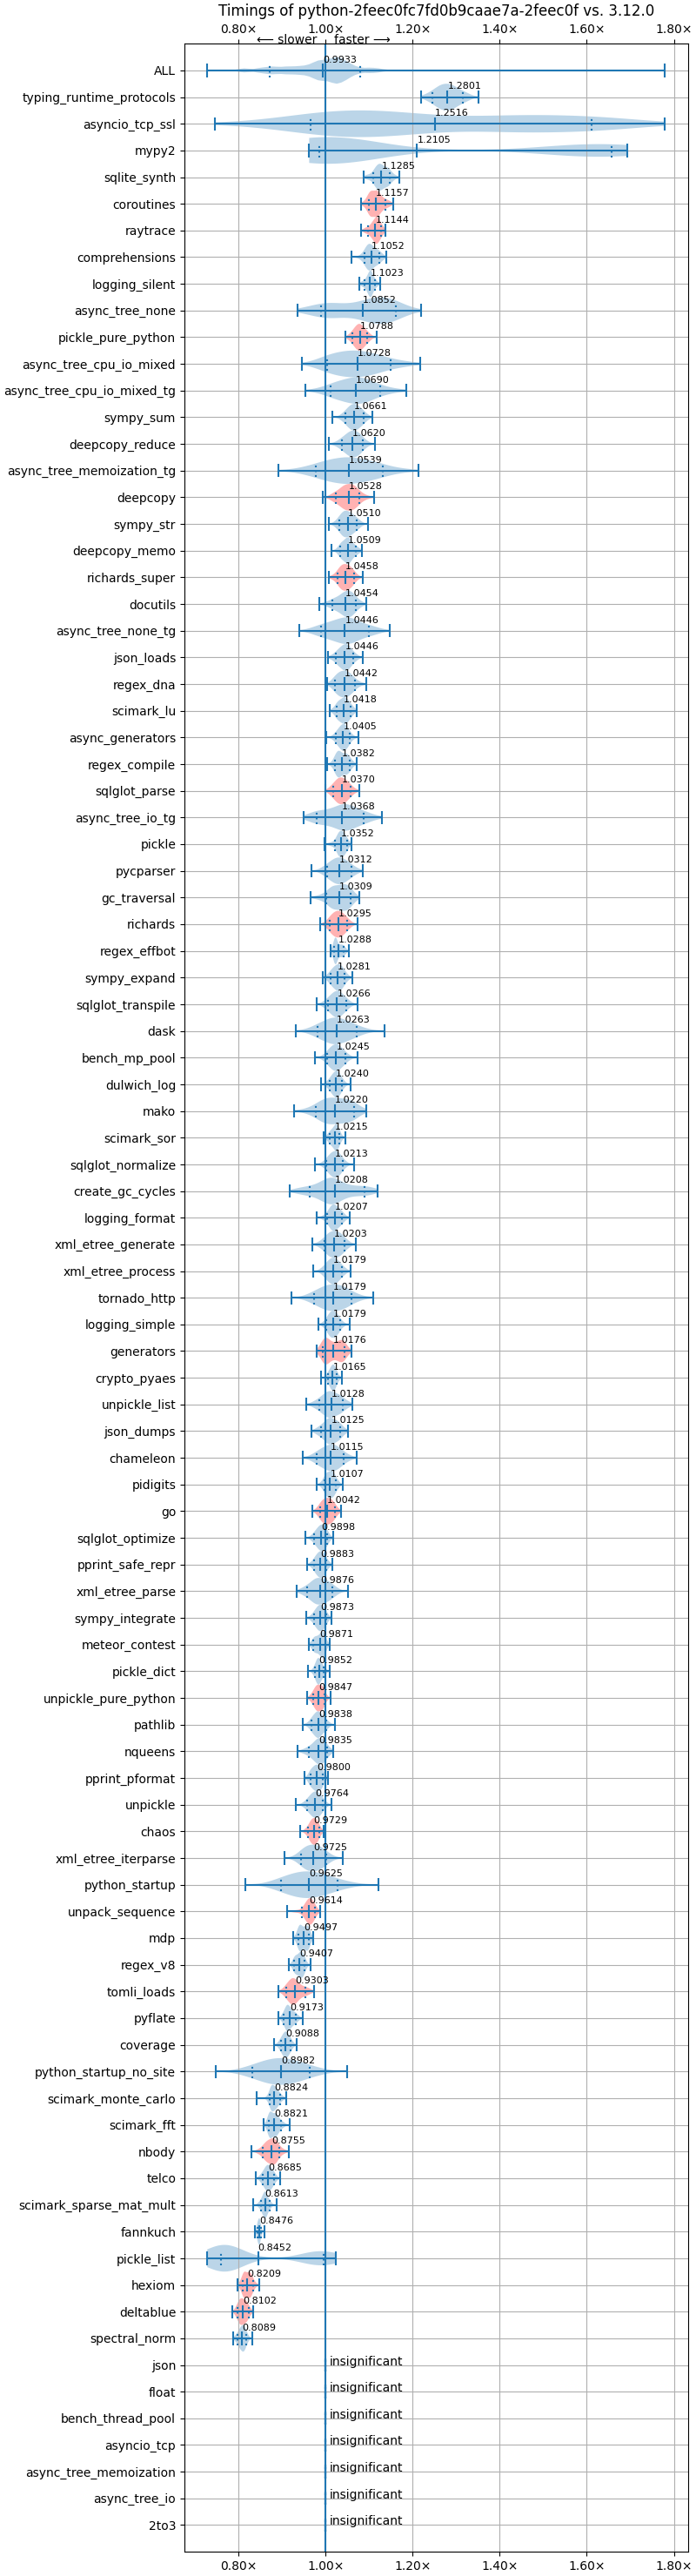 Timings of python-2feec0fc7fd0b9caae7a-2feec0f vs. 3.12.0
0.80× 1.00× 1.20× 1.40× 1.60× 1.80×
⟵ slower faster ⟶
ALL 0.9933
typing_runtime_protocols 1.2801
asyncio_tcp_ssl 1.2516
mypy2 1.2105
sqlite_synth 1.1285
coroutines 1.1157
raytrace 1.1144
comprehensions 1.1052
logging_silent 1.1023
async_tree_none 1.0852
pickle_pure_python 1.0788
async_tree_cpu_io_mixed 1.0728
async_tree_cpu_io_mixed_tg 1.0690
sympy_sum 1.0661
deepcopy_reduce 1.0620
async_tree_memoization_tg 1.0539
deepcopy 1.0528
sympy_str 1.0510
deepcopy_memo 1.0509
richards_super 1.0458
docutils 1.0454
async_tree_none_tg 1.0446
json_loads 1.0446
regex_dna 1.0442
scimark_lu 1.0418
async_generators 1.0405
regex_compile 1.0382
sqlglot_parse 1.0370
async_tree_io_tg 1.0368
pickle 1.0352
pycparser 1.0312
gc_traversal 1.0309
richards 1.0295
regex_effbot 1.0288
sympy_expand 1.0281
sqlglot_transpile 1.0266
dask 1.0263
bench_mp_pool 1.0245
dulwich_log 1.0240
mako 1.0220
scimark_sor 1.0215
sqlglot_normalize 1.0213
create_gc_cycles 1.0208
logging_format 1.0207
xml_etree_generate 1.0203
xml_etree_process 1.0179
tornado_http 1.0179
logging_simple 1.0179
generators 1.0176
crypto_pyaes 1.0165
unpickle_list 1.0128
json_dumps 1.0125
chameleon 1.0115
pidigits 1.0107
go 1.0042
sqlglot_optimize 0.9898
pprint_safe_repr 0.9883
xml_etree_parse 0.9876
sympy_integrate 0.9873
meteor_contest 0.9871
pickle_dict 0.9852
unpickle_pure_python 0.9847
pathlib 0.9838
nqueens 0.9835
pprint_pformat 0.9800
unpickle 0.9764
chaos 0.9729
xml_etree_iterparse 0.9725
python_startup 0.9625
unpack_sequence 0.9614
mdp 0.9497
regex_v8 0.9407
tomli_loads 0.9303
pyflate 0.9173
coverage 0.9088
python_startup_no_site 0.8982
scimark_monte_carlo 0.8824
scimark_fft 0.8821
nbody 0.8755
telco 0.8685
scimark_sparse_mat_mult 0.8613
fannkuch 0.8476
pickle_list 0.8452
hexiom 0.8209
deltablue 0.8102
spectral_norm 0.8089
json insignificant
float insignificant
bench_thread_pool insignificant
asyncio_tcp insignificant
async_tree_memoization insignificant
async_tree_io insignificant
2to3 insignificant
0.80× 1.00× 1.20× 1.40× 1.60× 1.80×